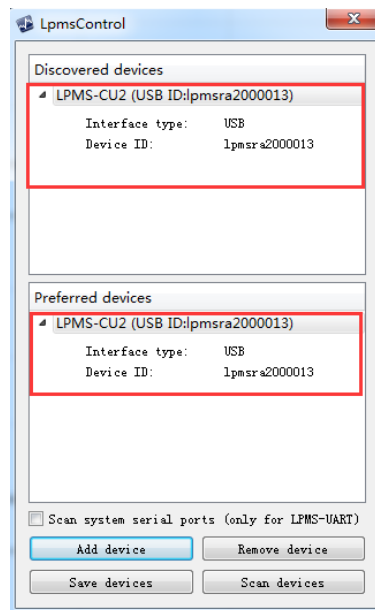 LpmsControl
Discovered devices
LPMS-CU2 (USB ID:lpmsra2000013)
Interface type: USB
Device ID: lpmsra2000013
Preferred devices
LPMS-CU2 (USB ID:lpmsra2000013)
Interface type: USB
Device ID: lpmsra2000013
Scan system serial ports (only for LPMS-UART)
Add device Remove device
Save devices Scan devices